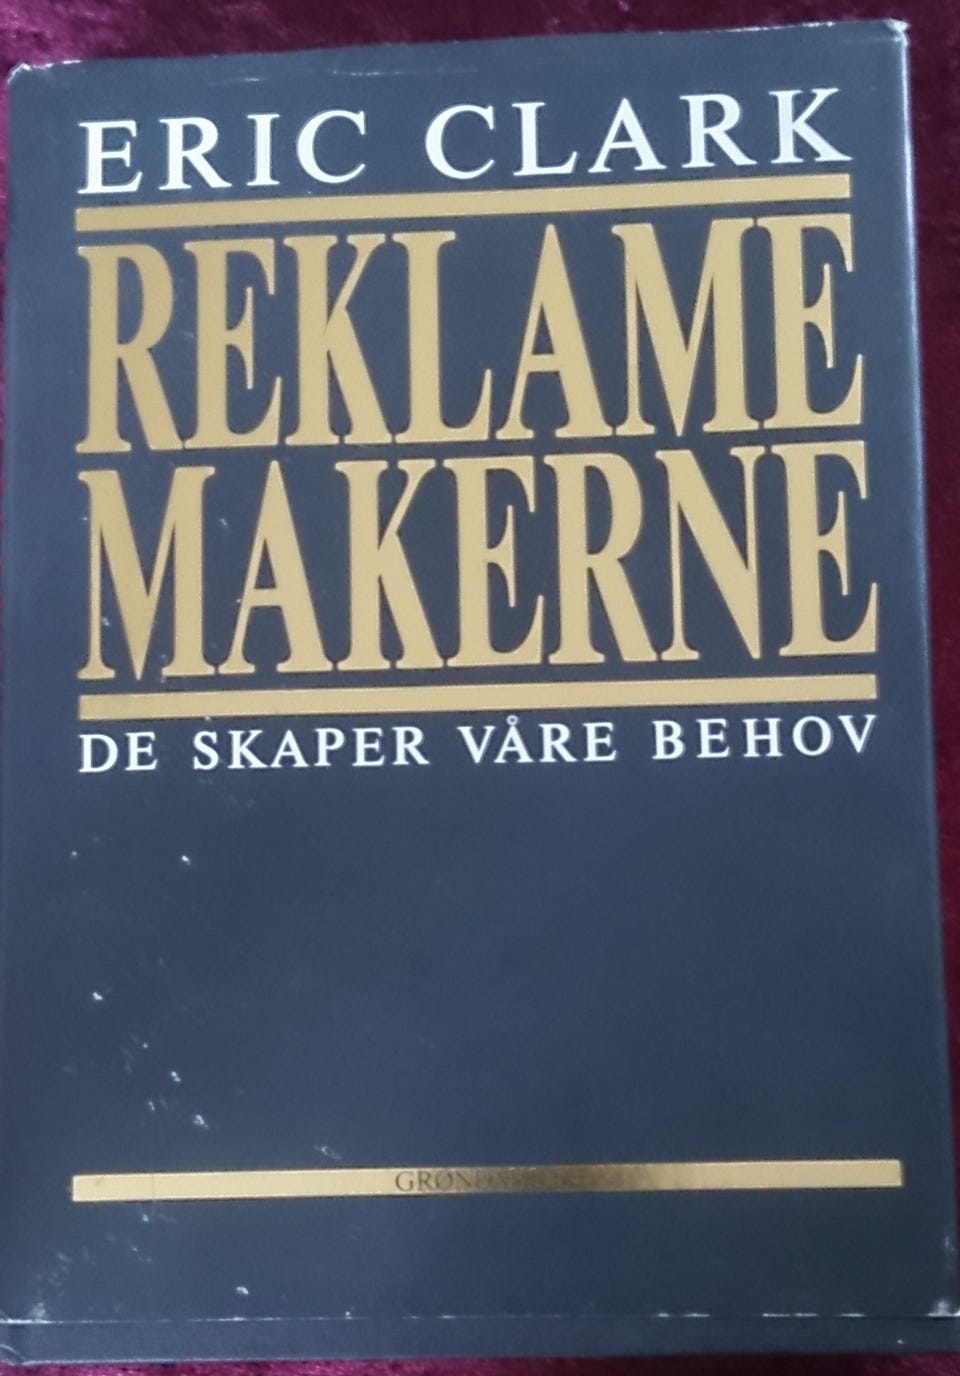 ERIC CLARK
REKLAME
MAKERNE
DE SKAPER VÅRE BEHOV